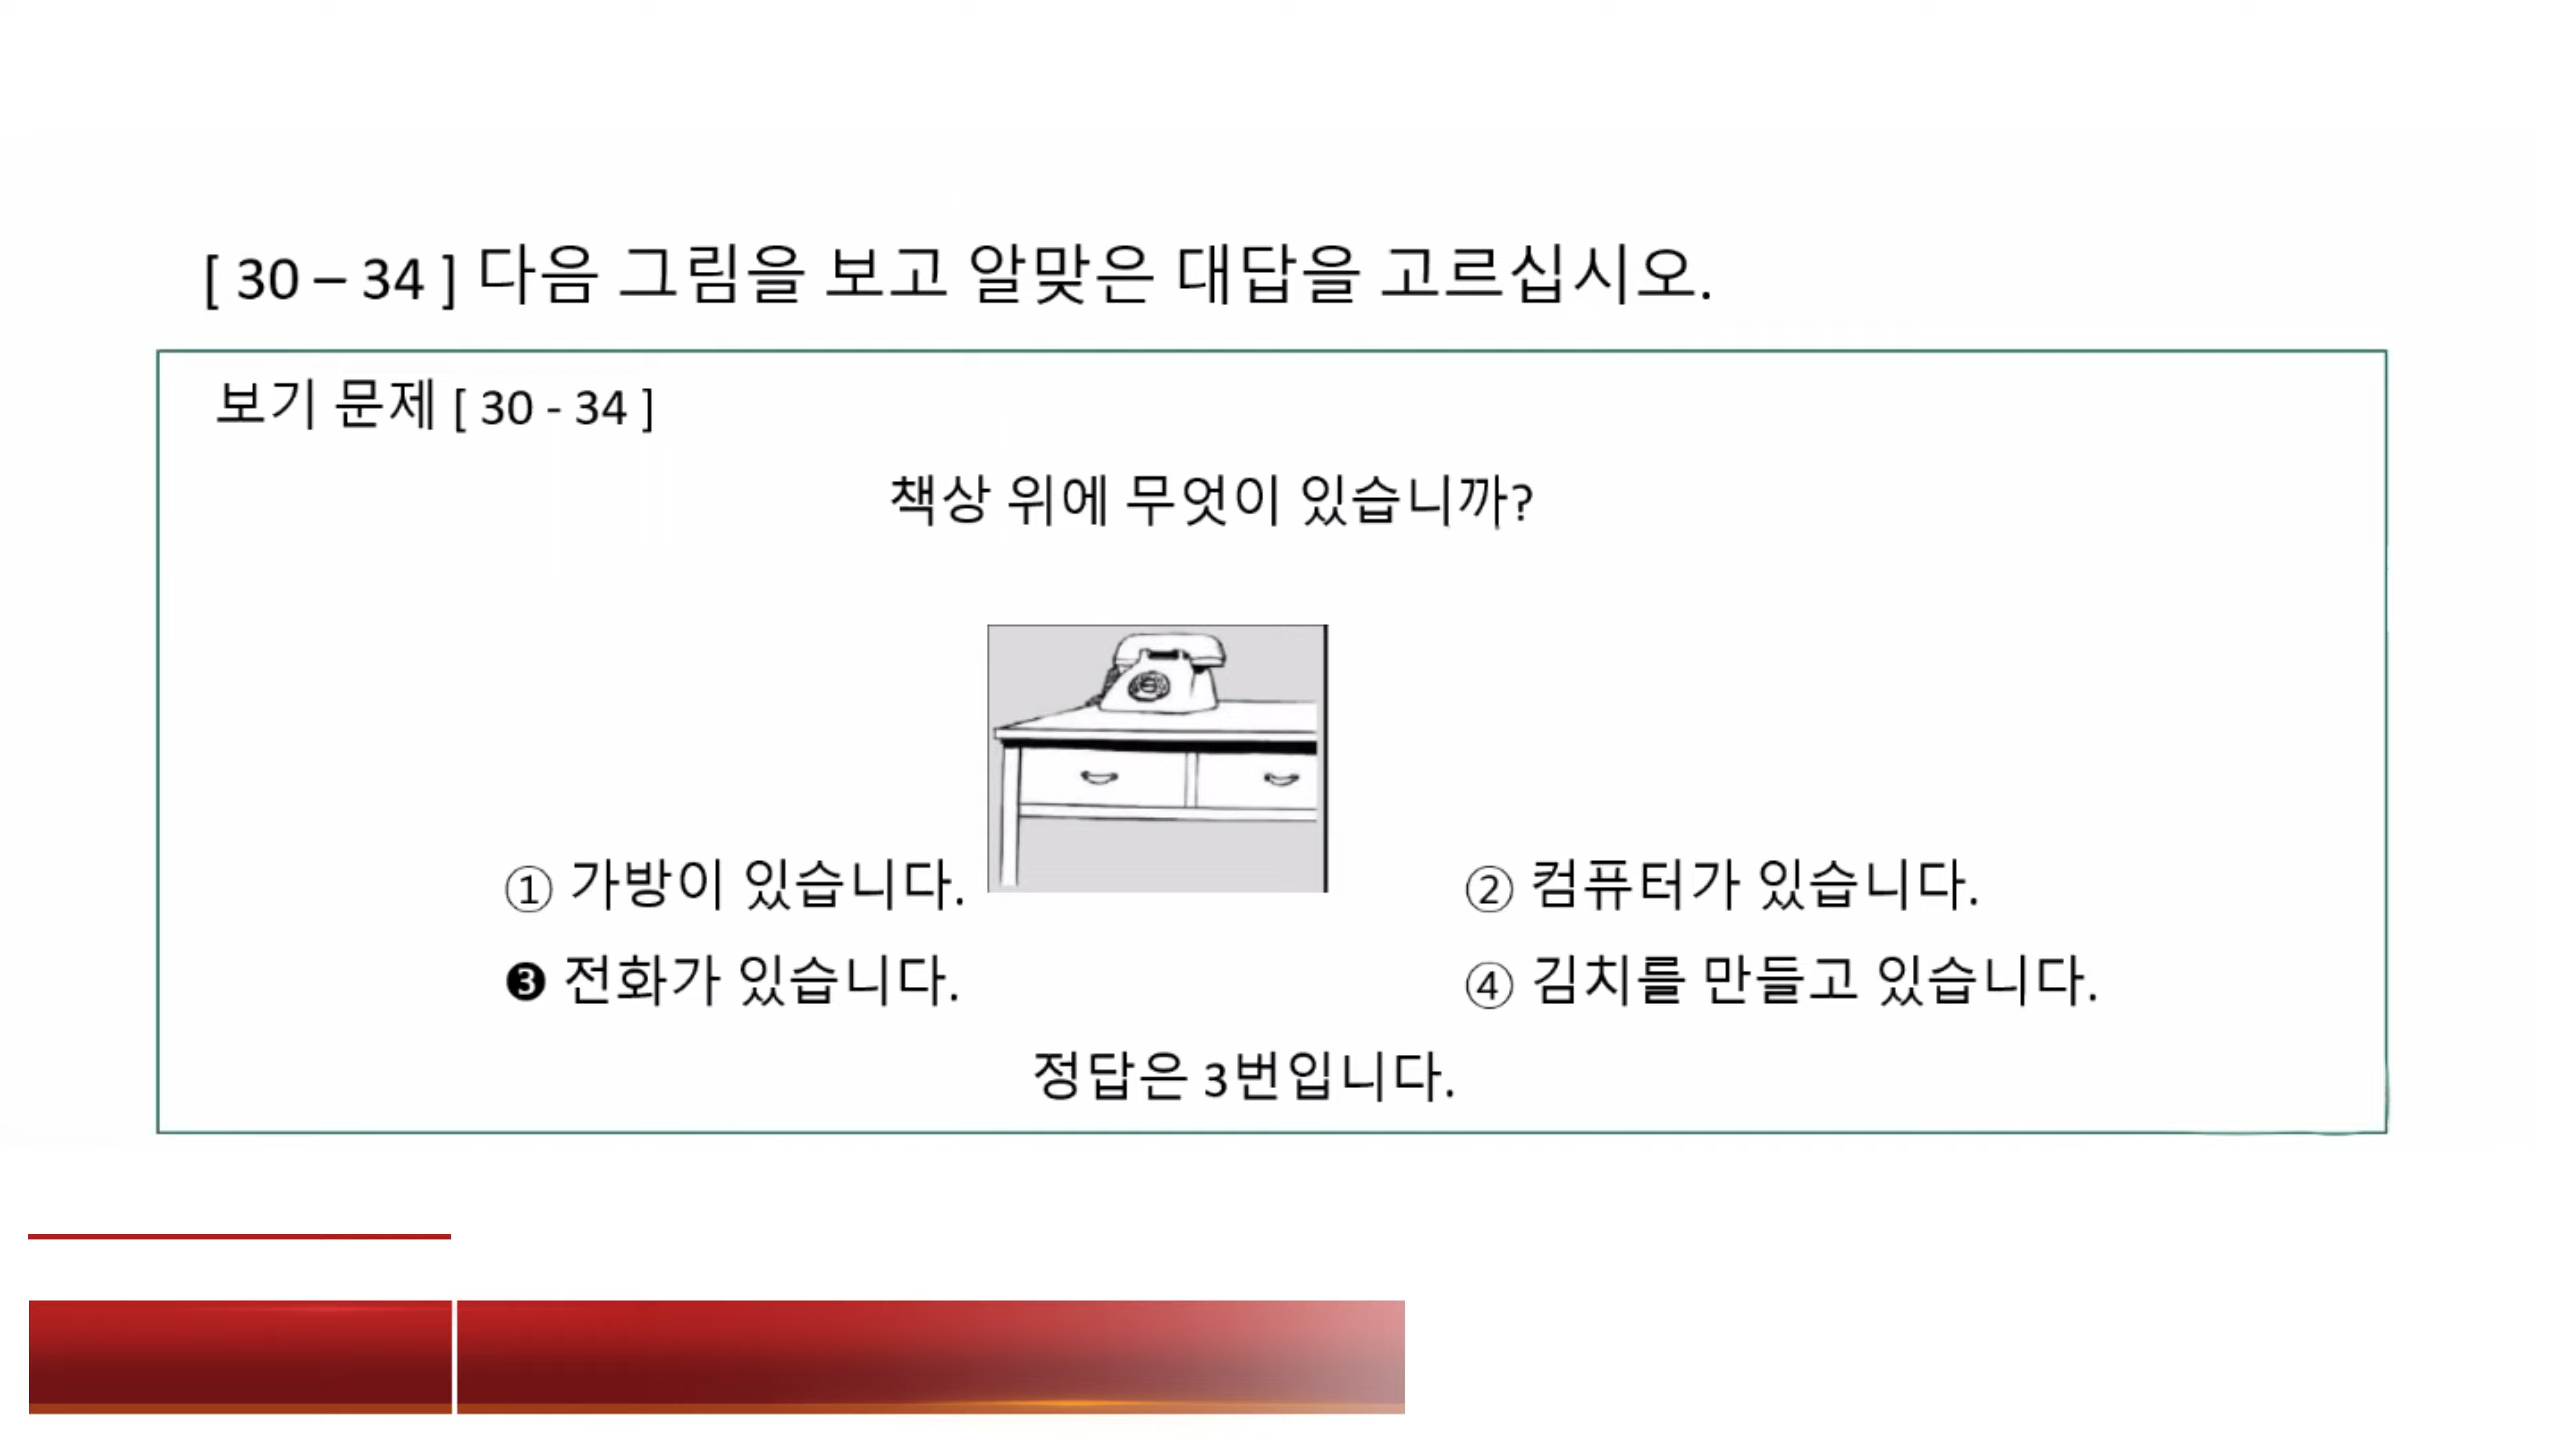 [ 30 – 34 ] 다음 그림을 보고 알맞은 대답을 고르십시오.
보기 문제 [ 30 - 34 ]
책상 위에 무엇이 있습니까?
① 가방이 있습니다.
② 컴퓨터가 있습니다.
❸ 전화가 있습니다.
④ 김치를 만들고 있습니다.
정답은 3번입니다.